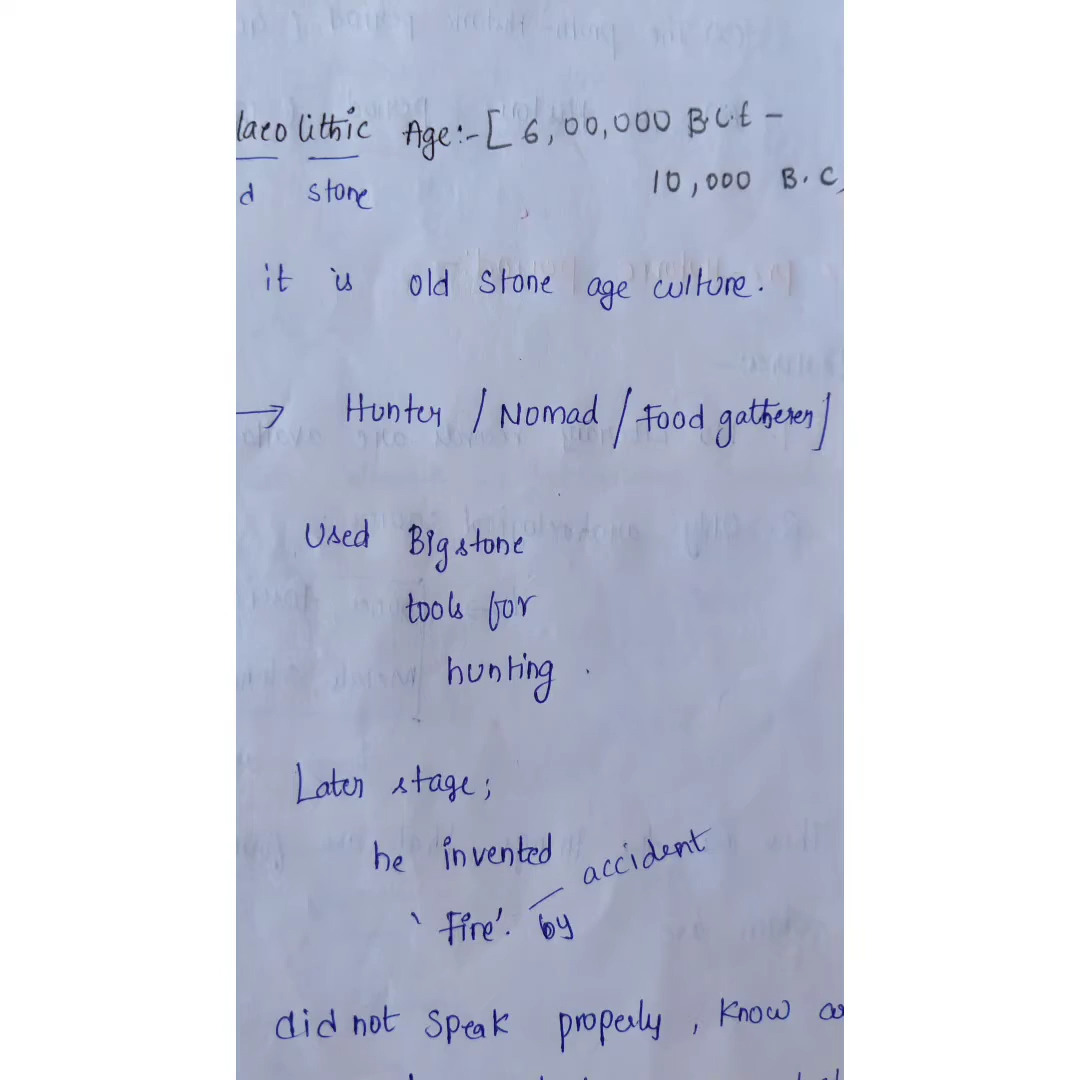 laeo lithic Age:- [ 6,00,000 B.C.E -
10,000 B.C
d stone
it is old stone age culture.
→ Hunter / Nomad / Food gatherer]
Used Big stone
tools for
hunting.
Later stage;
he invented
'fire'. by accident
did not speak properly, know